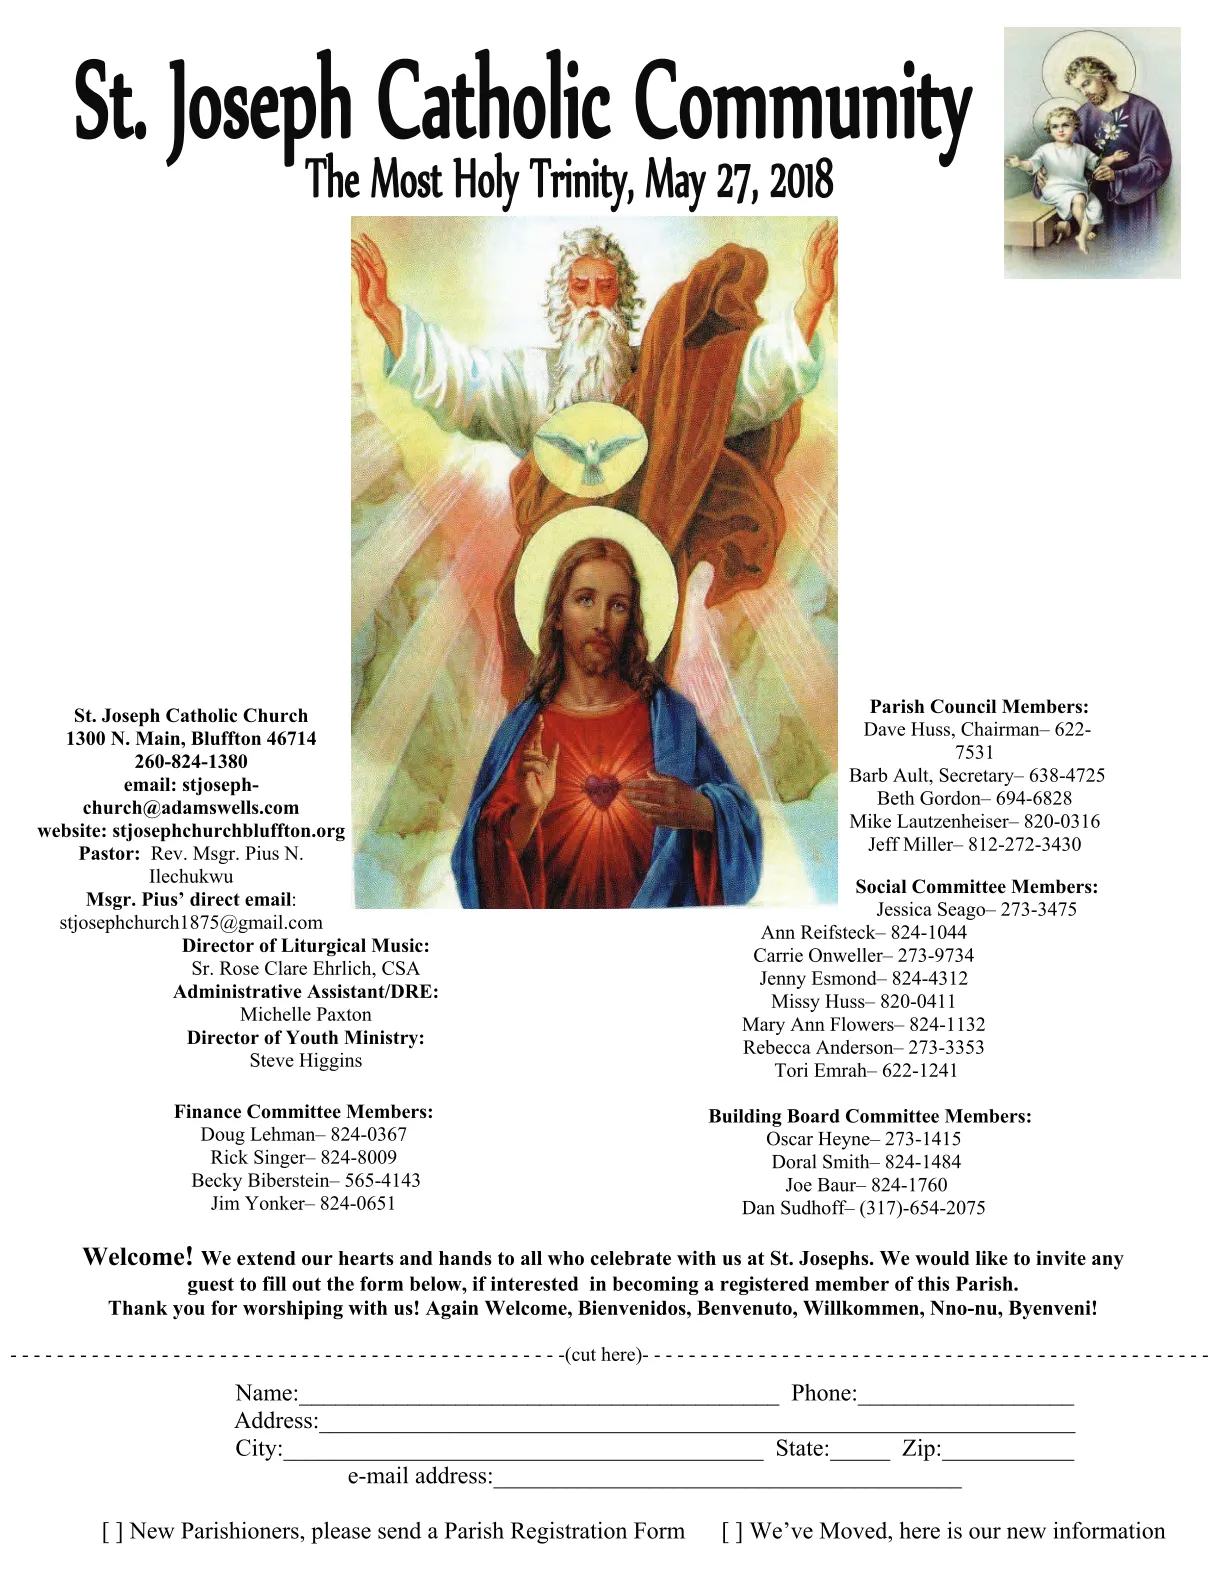 St. Joseph Catholic Community
The Most Holy Trinity, May 27, 2018
St. Joseph Catholic Church
1300 N. Main, Bluffton 46714
260-824-1380
email: stjoseph-
church@adamswells.com
website: stjosephchurchbluffton.org
Pastor: Rev. Msgr. Pius N.
Ilechukwu
Msgr. Pius’ direct email:
stjosephchurch1875@gmail.com
Director of Liturgical Music:
Sr. Rose Clare Ehrlich, CSA
Administrative Assistant/DRE:
Michelle Paxton
Director of Youth Ministry:
Steve Higgins
Finance Committee Members:
Doug Lehman– 824-0367
Rick Singer– 824-8009
Becky Biberstein– 565-4143
Jim Yonker– 824-0651
Parish Council Members:
Dave Huss, Chairman– 622-
7531
Barb Ault, Secretary– 638-4725
Beth Gordon– 694-6828
Mike Lautzenheiser– 820-0316
Jeff Miller– 812-272-3430
Social Committee Members:
Jessica Seago– 273-3475
Ann Reifsteck– 824-1044
Carrie Onweller– 273-9734
Jenny Esmond– 824-4312
Missy Huss– 820-0411
Mary Ann Flowers– 824-1132
Rebecca Anderson– 273-3353
Tori Emrah– 622-1241
Building Board Committee Members:
Oscar Heyne– 273-1415
Doral Smith– 824-1484
Joe Baur– 824-1760
Dan Sudhoff– (317)-654-2075
Welcome! We extend our hearts and hands to all who celebrate with us at St. Josephs. We would like to invite any
guest to fill out the form below, if interested in becoming a registered member of this Parish.
Thank you for worshiping with us! Again Welcome, Bienvenidos, Benvenuto, Willkommen, Nno-nu, Byenveni!
- - - - - - - - - - - - - - - - - - - - - - - - - - - - - - - - - - - - - - - - - - - - - - - -(cut here)- - - - - - - - - - - - - - - - - - - - - - - - - - - - - - - - - - - - - - - - - - - - - - - - -
Name:________________________________________ Phone:__________________
Address:_______________________________________________________________
City:________________________________________ State:_____ Zip:___________
e-mail address:_______________________________________
[ ] New Parishioners, please send a Parish Registration Form [ ] We’ve Moved, here is our new information